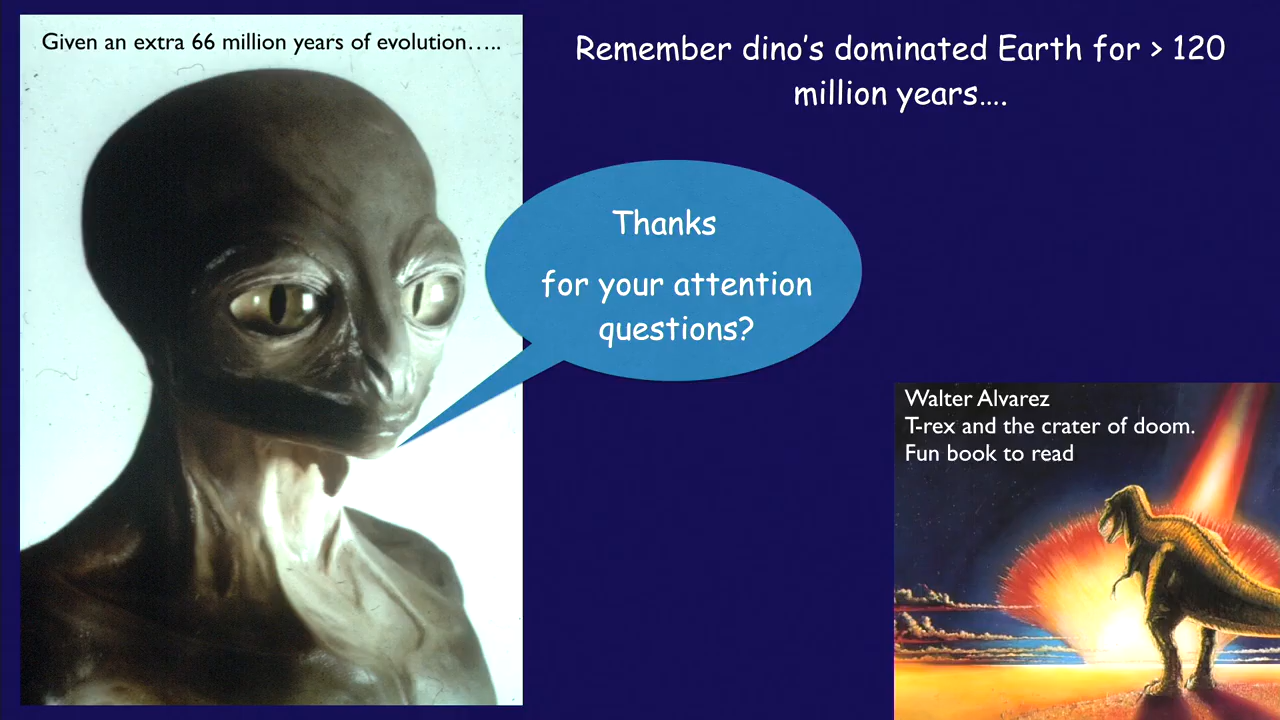 Given an extra 66 million years of evolution…..
Remember dino’s dominated Earth for > 120
million years….
Thanks
for your attention
questions?
Walter Alvarez
T-rex and the crater of doom.
Fun book to read